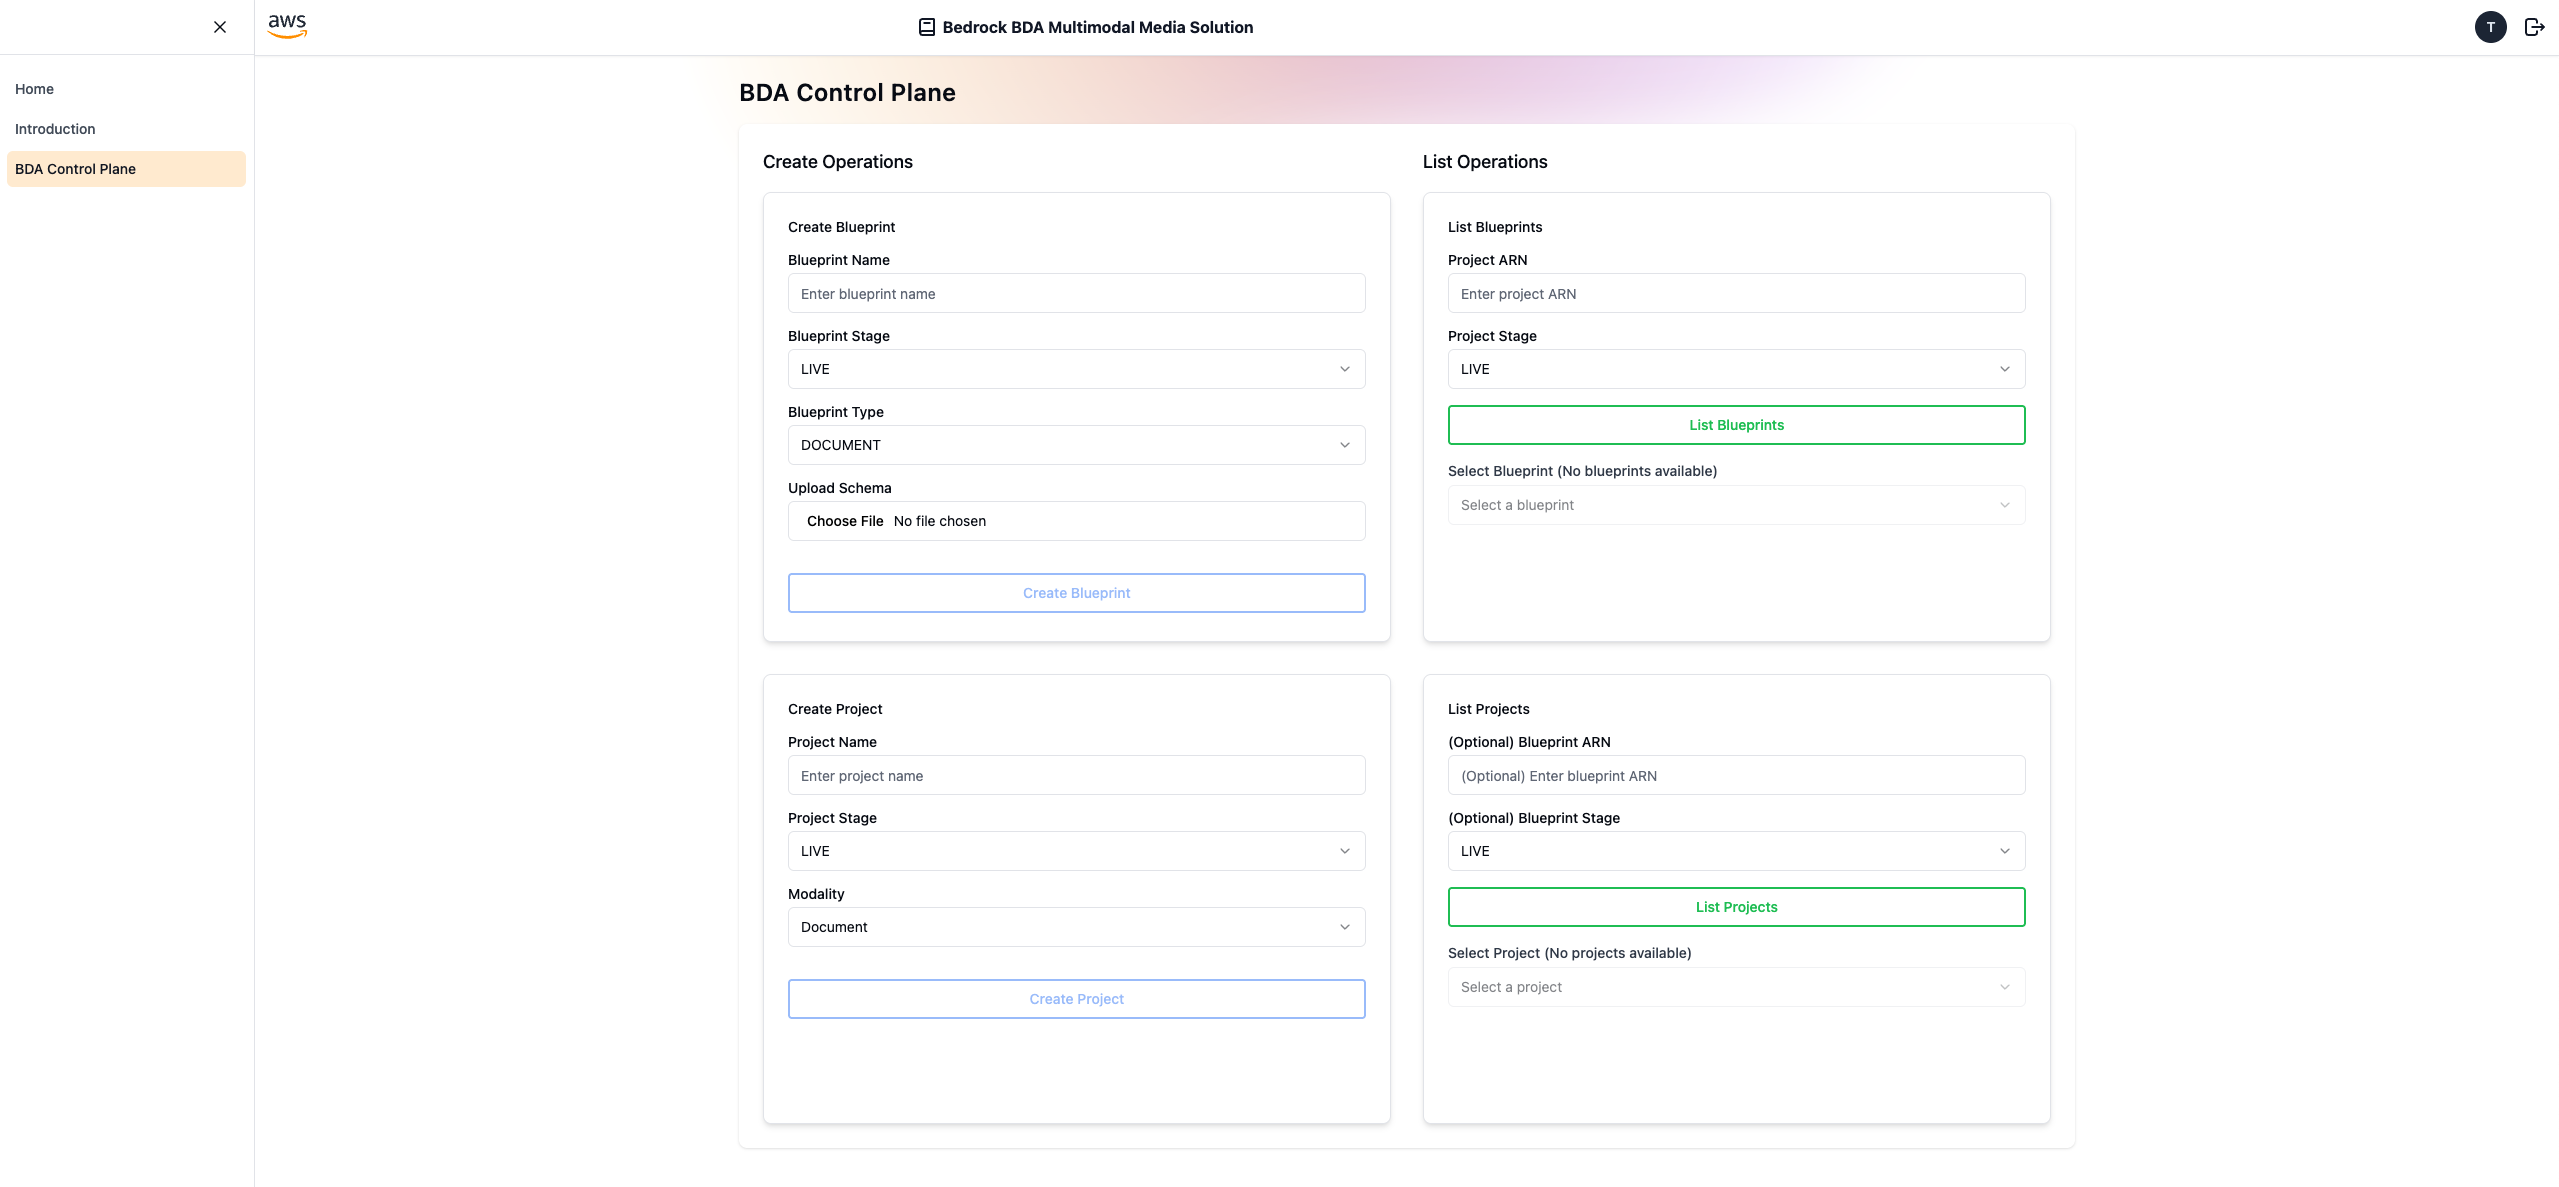 aws
Bedrock BDA Multimodal Media Solution
T
Home
Introduction
BDA Control Plane
BDA Control Plane
Create Operations
Create Blueprint
Blueprint Name
Enter blueprint name
Blueprint Stage
LIVE
Blueprint Type
DOCUMENT
Upload Schema
Choose File No file chosen
Create Blueprint
List Operations
List Blueprints
Project ARN
Enter project ARN
Project Stage
LIVE
List Blueprints
Select Blueprint (No blueprints available)
Select a blueprint
Create Project
Project Name
Enter project name
Project Stage
LIVE
Modality
Document
Create Project
List Projects
(Optional) Blueprint ARN
(Optional) Enter blueprint ARN
(Optional) Blueprint Stage
LIVE
List Projects
Select Project (No projects available)
Select a project